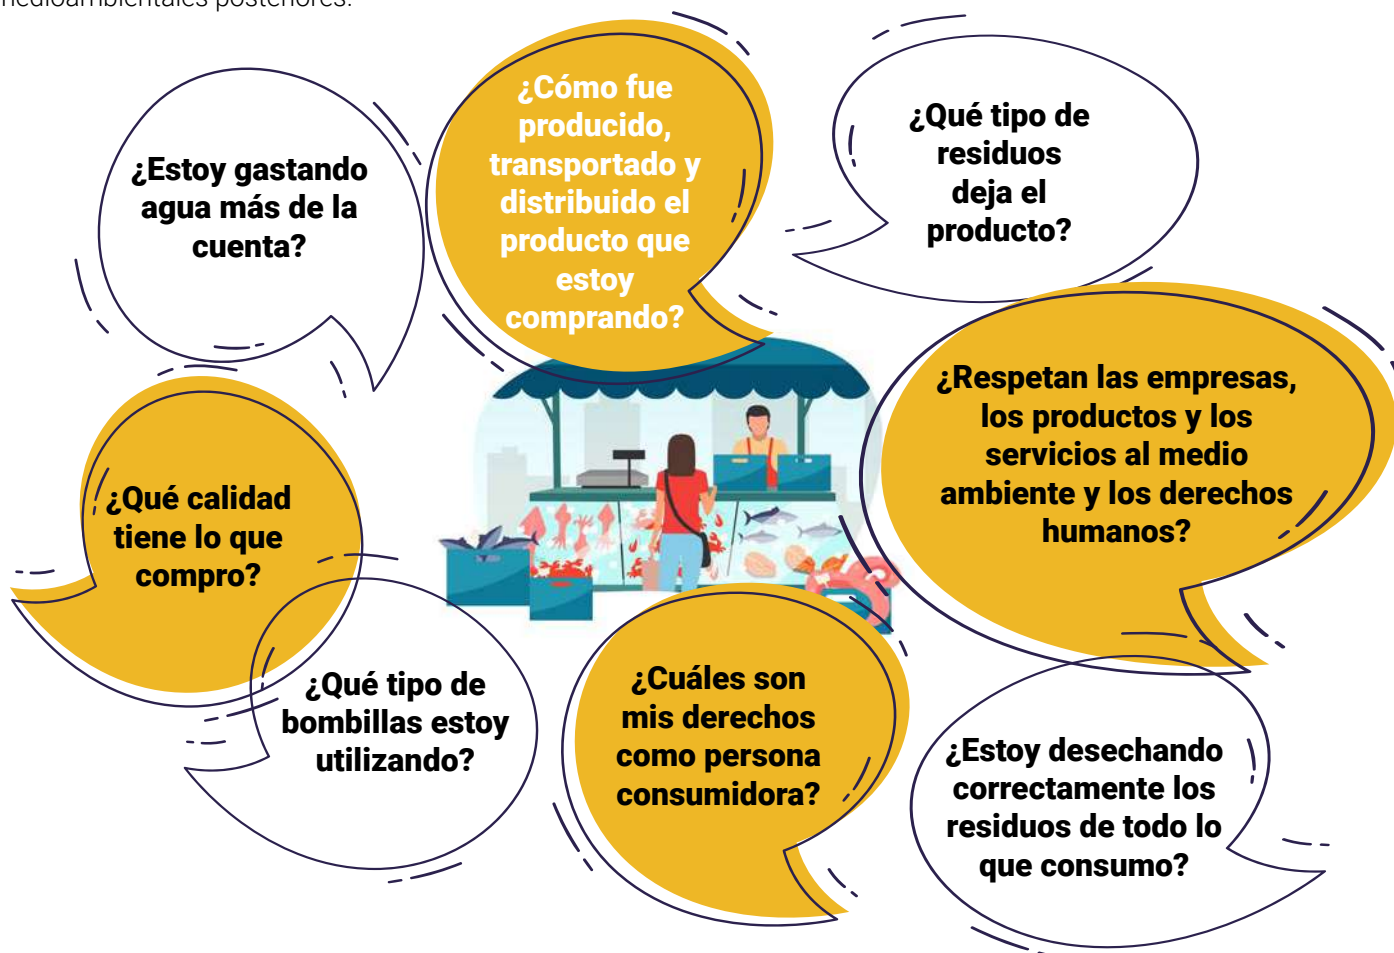 medioambientales posteriores.
¿Estoy gastando
agua más de la
cuenta?
¿Cómo fue
producido,
transportado y
distribuido el
producto que
estoy
comprando?
¿Qué tipo de
residuos
deja el
producto?
¿Respetan las empresas,
los productos y los
servicios al medio
ambiente y los derechos
humanos?
¿Qué calidad
tiene lo que
compro?
¿Qué tipo de
bombillas estoy
utilizando?
¿Cuáles son
mis derechos
como persona
consumidora?
¿Estoy desechando
correctamente los
residuos de todo lo
que consumo?